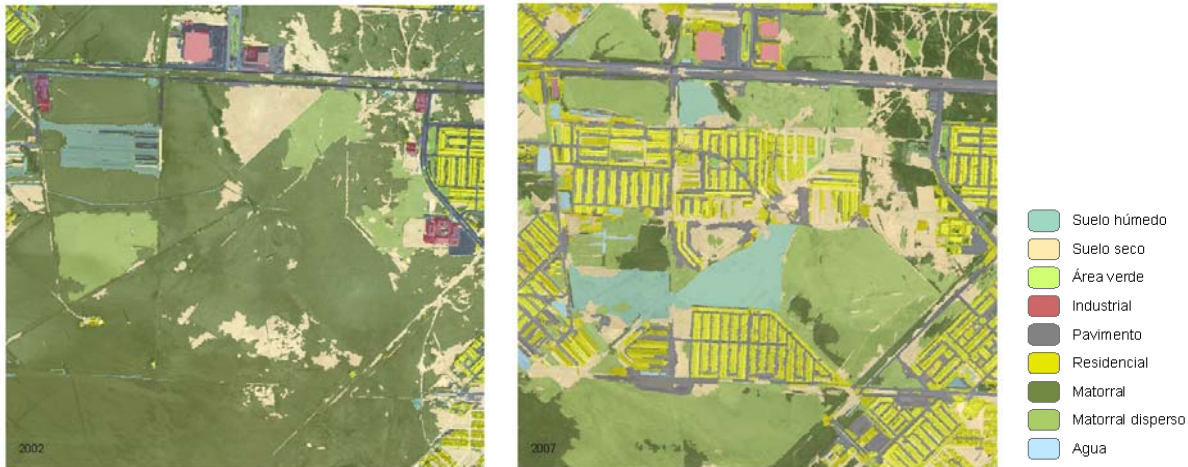 2002
2007
Suelo húmedo
Suelo seco
Área verde
Industrial
Pavimento
Residencial
Matorral
Matorral disperso
Agua